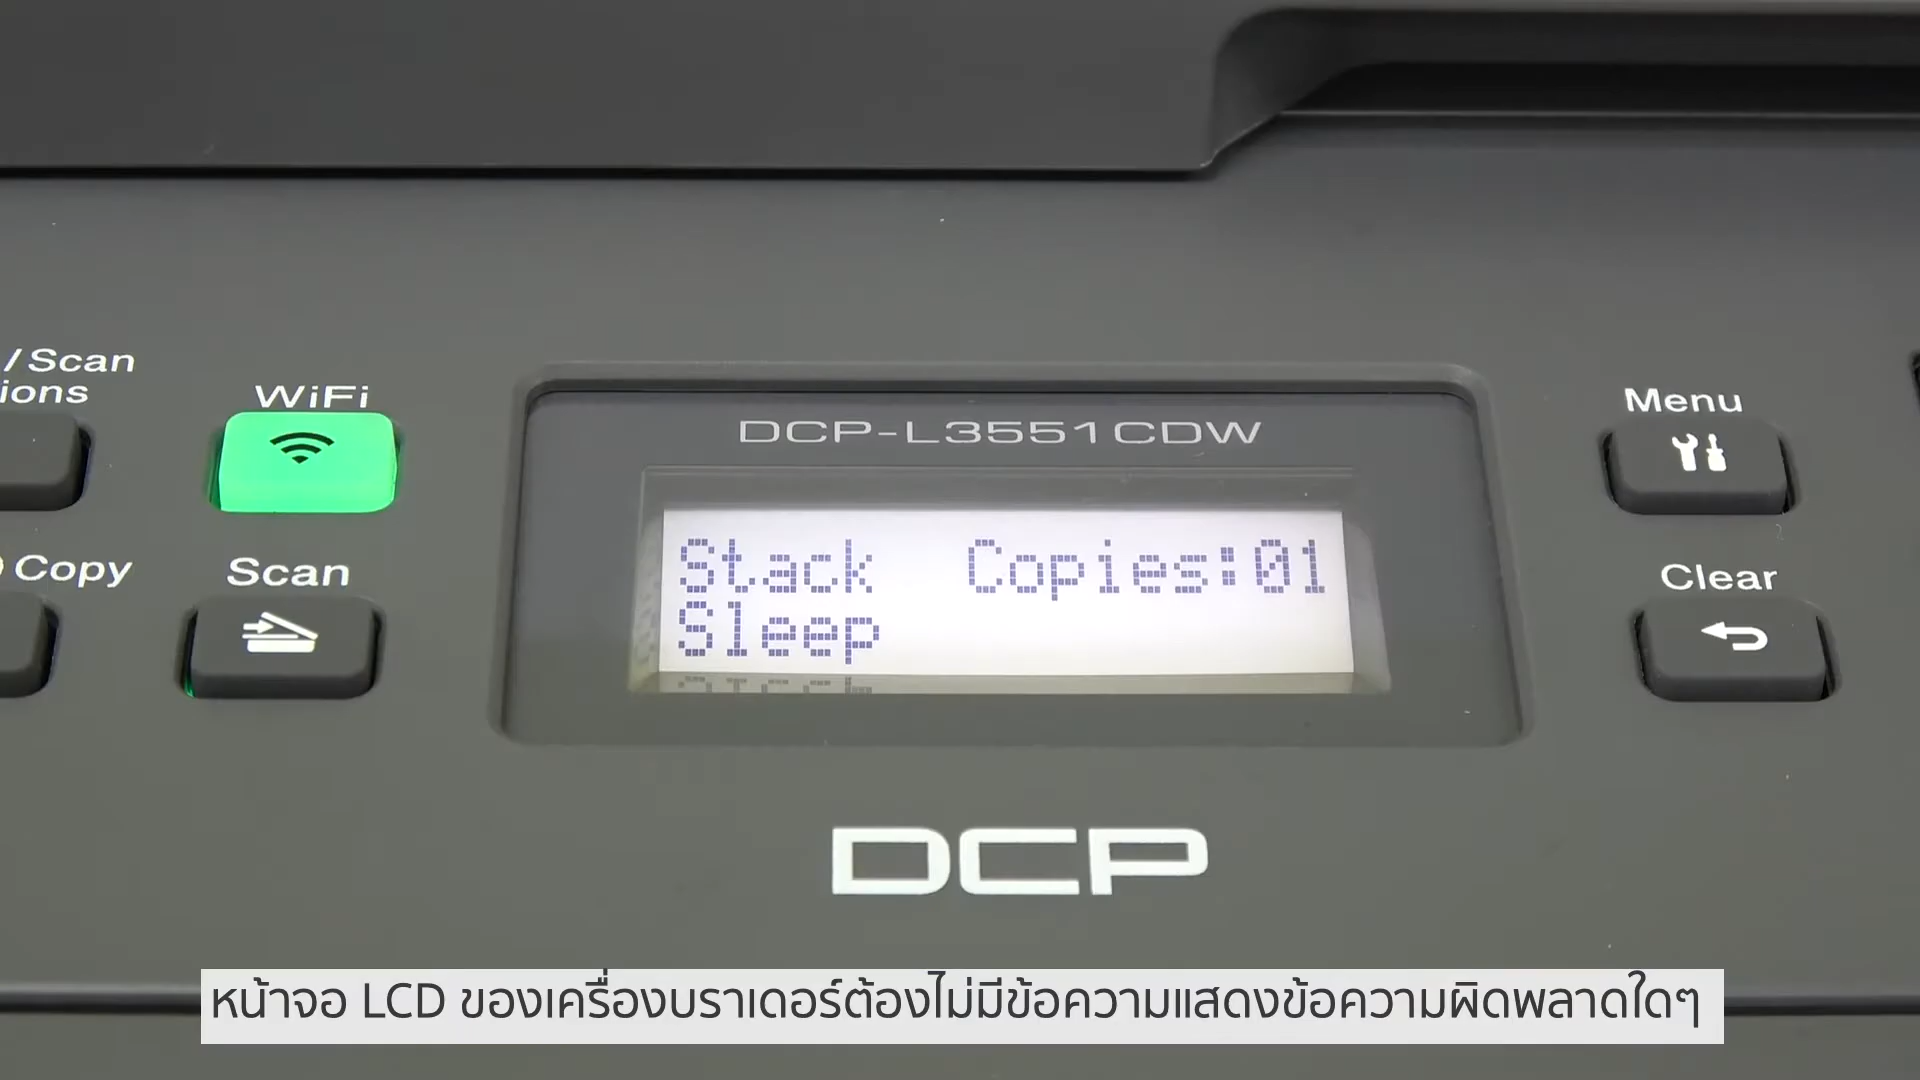 /Scan
ions
WiFi
DCP-L3551CDW
Menu
Stack Copies:01
Sleep
Copy
Scan
Clear
DCP
หน้าจอ LCD ของเครื่องบราเดอร์ต้องไม่มีข้อความแสดงข้อความผิดพลาดใดๆ